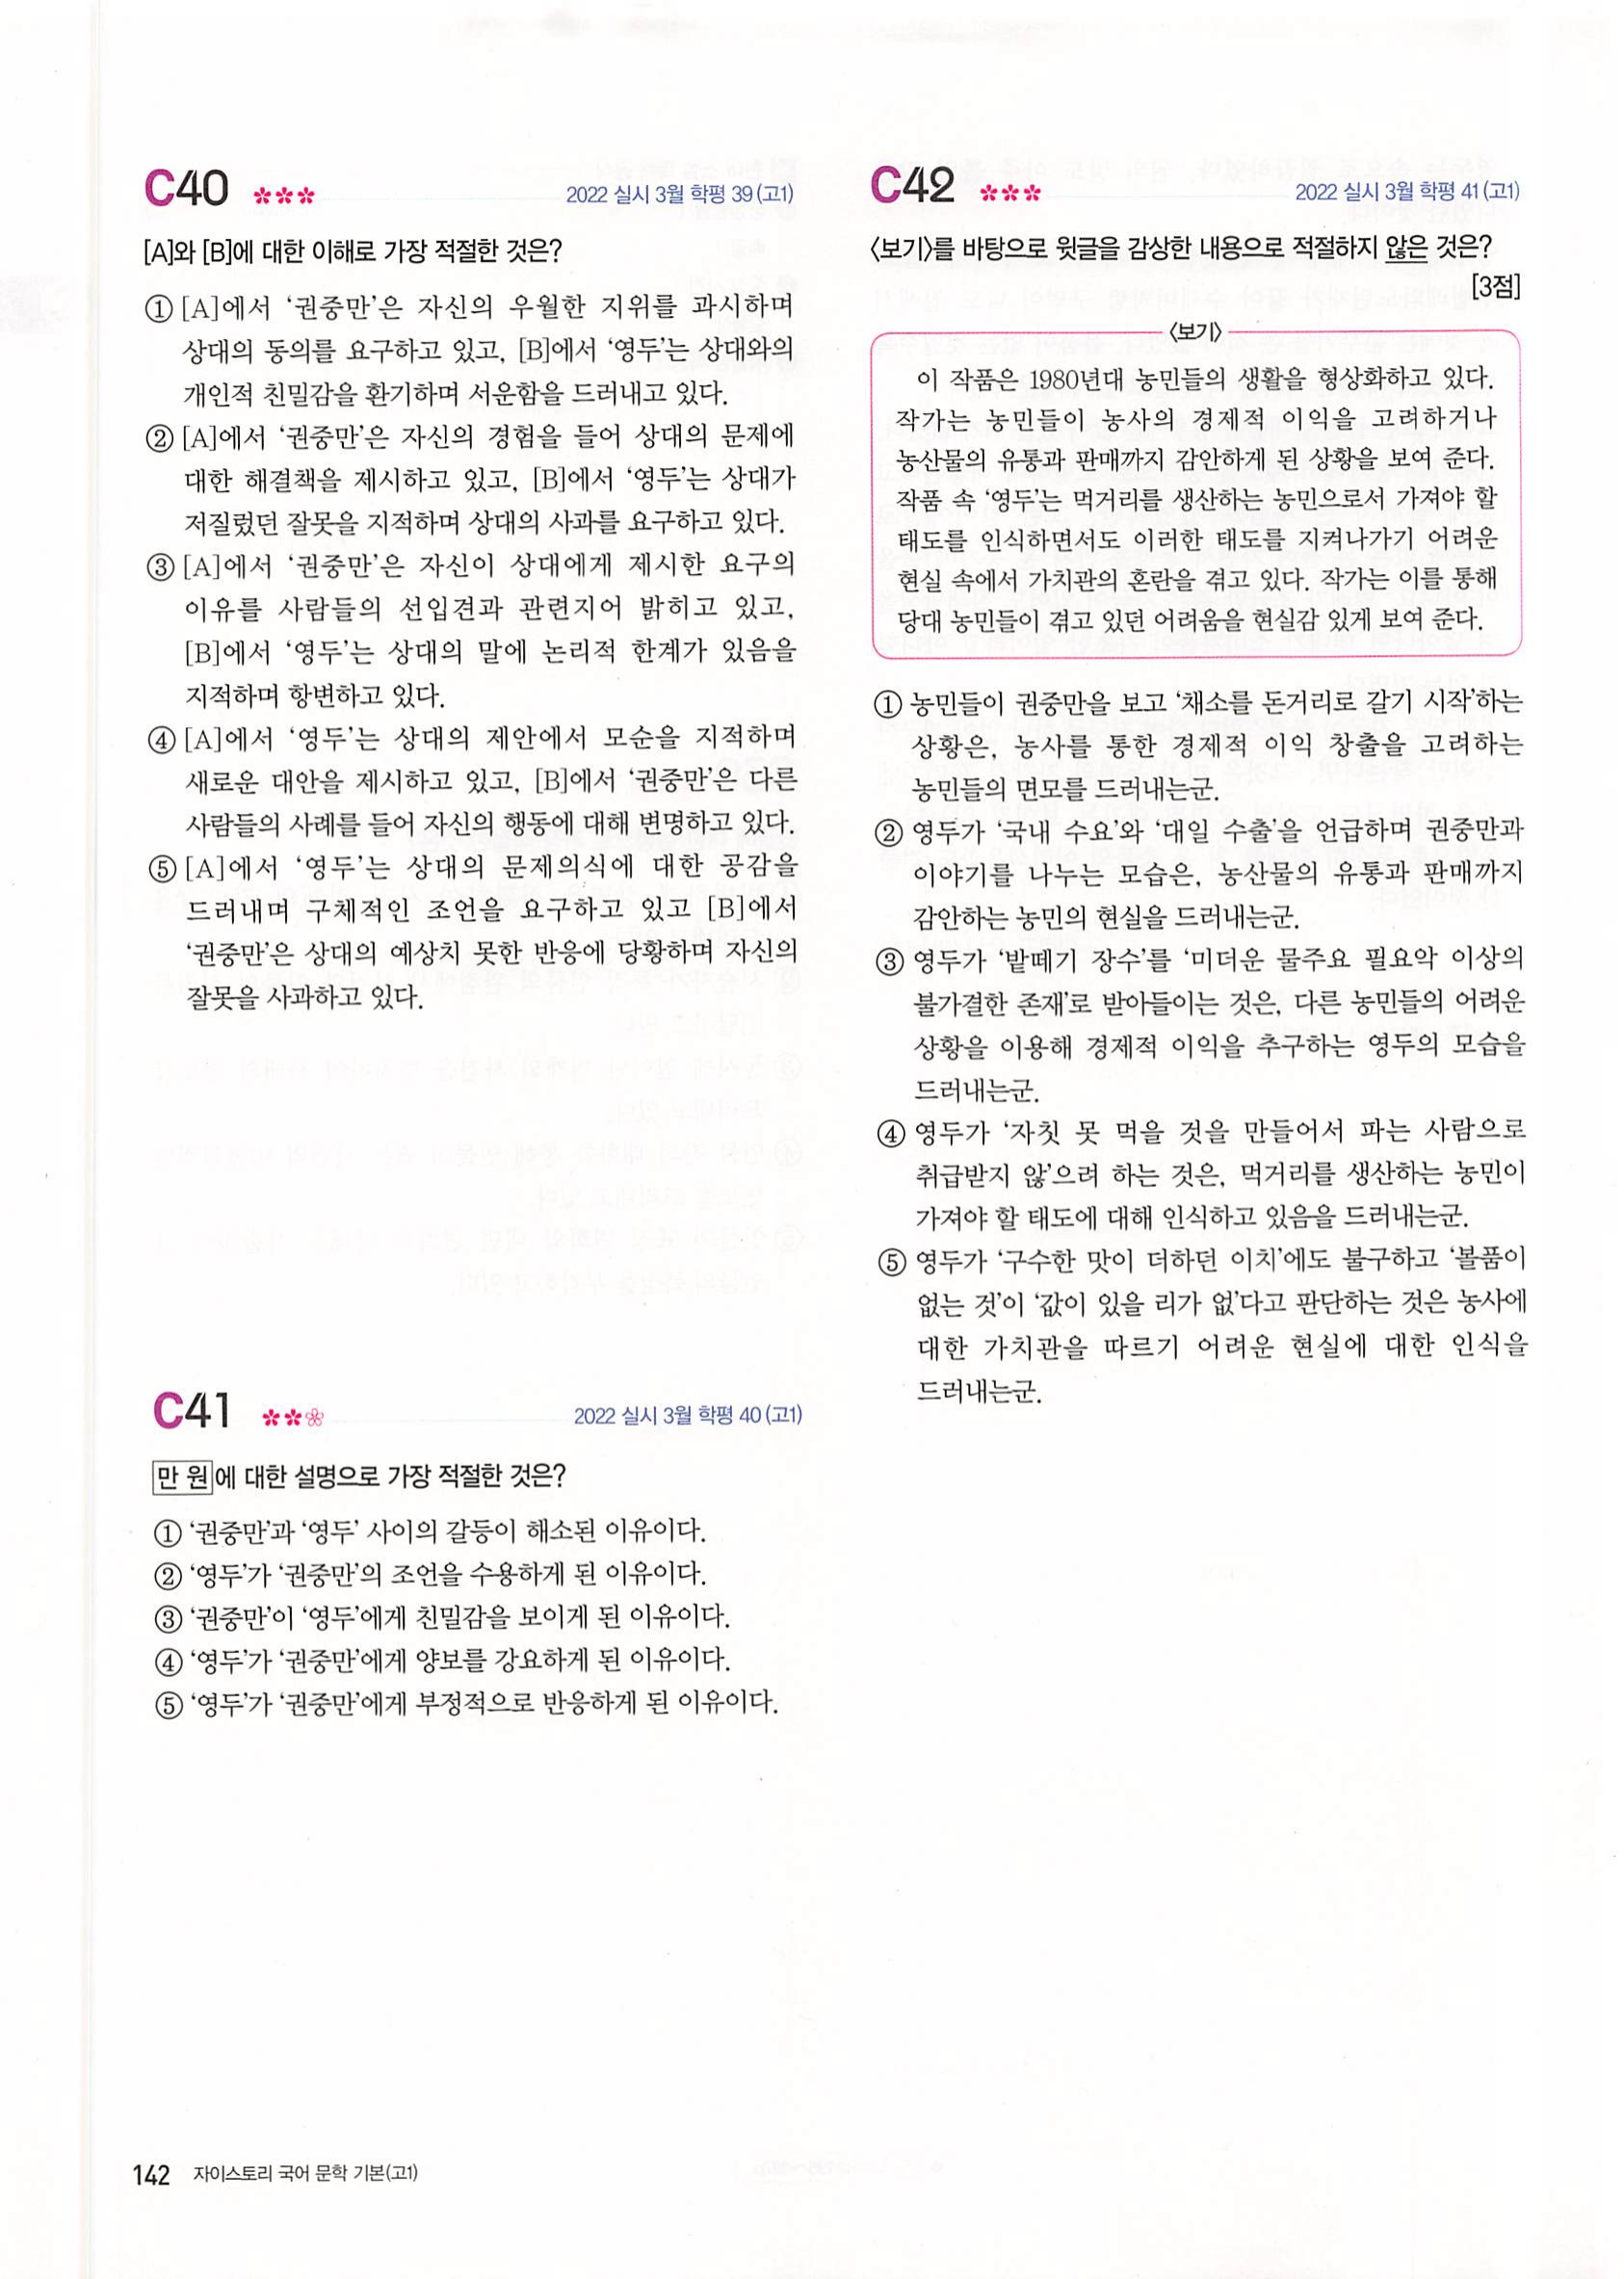 C40
2022 실시 3월 학평 39(고1)
[A]와 [B]에 대한 이해로 가장 적절한 것은?
① [A]에서 ‘권중만’은 자신의 우월한 지위를 과시하며
상대의 동의를 요구하고 있고, [B]에서 ‘영두’는 상대와의
개인적 친밀감을 환기하며 서운함을 드러내고 있다.
② [A]에서 ‘권중만’은 자신의 경험을 들어 상대의 문제에
대한 해결책을 제시하고 있고, [B]에서 ‘영두’는 상대가
저질렀던 잘못을 지적하며 상대의 사과를 요구하고 있다.
③ [A]에서 ‘권중만’은 자신이 상대에게 제시한 요구의
이유를 사람들의 선입견과 관련지어 밝히고 있고,
[B]에서 ‘영두’는 상대의 말에 논리적 한계가 있음을
지적하며 항변하고 있다.
④ [A]에서 ‘영두’는 상대의 제안에서 모순을 지적하며
새로운 대안을 제시하고 있고, [B]에서 ‘권중만’은 다른
사람들의 사례를 들어 자신의 행동에 대해 변명하고 있다.
⑤ [A]에서 ‘영두’는 상대의 문제의식에 대한 공감을
드러내며 구체적인 조언을 요구하고 있고 [B]에서
‘권중만’은 상대의 예상치 못한 반응에 당황하며 자신의
잘못을 사과하고 있다.
C41
2022 실시 3월 학평 40(고1)
만 원에 대한 설명으로 가장 적절한 것은?
① ‘권중만’과 ‘영두’ 사이의 갈등이 해소된 이유이다.
② ‘영두’가 ‘권중만’의 조언을 수용하게 된 이유이다.
③ ‘권중만’이 ‘영두’에게 친밀감을 보이게 된 이유이다.
④ ‘영두’가 ‘권중만’에게 양보를 강요하게 된 이유이다.
⑤ ‘영두’가 ‘권중만’에게 부정적으로 반응하게 된 이유이다.
C42
2022 실시 3월 학평 41(고1)
〈보기〉를 바탕으로 윗글을 감상한 내용으로 적절하지 않은 것은?
[3점]
〈보기〉
이 작품은 1980년대 농민들의 생활을 형상화하고 있다.
작가는 농민들이 농사의 경제적 이익을 고려하거나
농산물의 유통과 판매까지 감안하게 된 상황을 보여 준다.
작품 속 ‘영두’는 먹거리를 생산하는 농민으로서 가져야 할
태도를 인식하면서도 이러한 태도를 지켜나가기 어려운
현실 속에서 가치관의 혼란을 겪고 있다. 작가는 이를 통해
당대 농민들이 겪고 있던 어려움을 현실감 있게 보여 준다.
① 농민들이 권중만을 보고 ‘채소를 돈거리로 갈기 시작’하는
상황은, 농사를 통한 경제적 이익 창출을 고려하는
농민들의 면모를 드러내는군.
② 영두가 ‘국내 수요’와 ‘대일 수출’을 언급하며 권중만과
이야기를 나누는 모습은, 농산물의 유통과 판매까지
감안하는 농민의 현실을 드러내는군.
③ 영두가 ‘밭떼기 장수’를 ‘미더운 물주요 필요악 이상의
불가결한 존재’로 받아들이는 것은, 다른 농민들의 어려운
상황을 이용해 경제적 이익을 추구하는 영두의 모습을
드러내는군.
④ 영두가 ‘자칫 못 먹을 것을 만들어서 파는 사람으로
취급받지 않’으려 하는 것은, 먹거리를 생산하는 농민이
가져야 할 태도에 대해 인식하고 있음을 드러내는군.
⑤ 영두가 ‘구수한 맛이 더하던 이치’에도 불구하고 ‘볼품이
없는 것’이 ‘값이 있을 리가 없’다고 판단하는 것은 농사에
대한 가치관을 따르기 어려운 현실에 대한 인식을
드러내는군.
142 자이스토리 국어 문학 기본(고1)